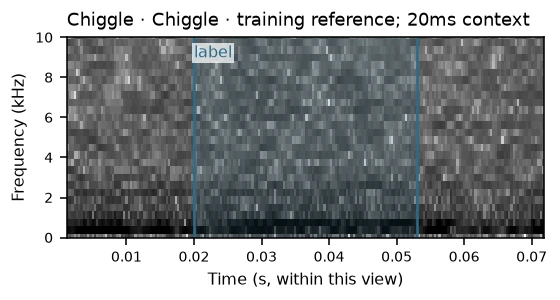 Chiggle · Chiggle · training reference; 20ms context
label
10
8
6
4
2
0
Frequency (kHz)
0.01 0.02 0.03 0.04 0.05 0.06 0.07
Time (s, within this view)